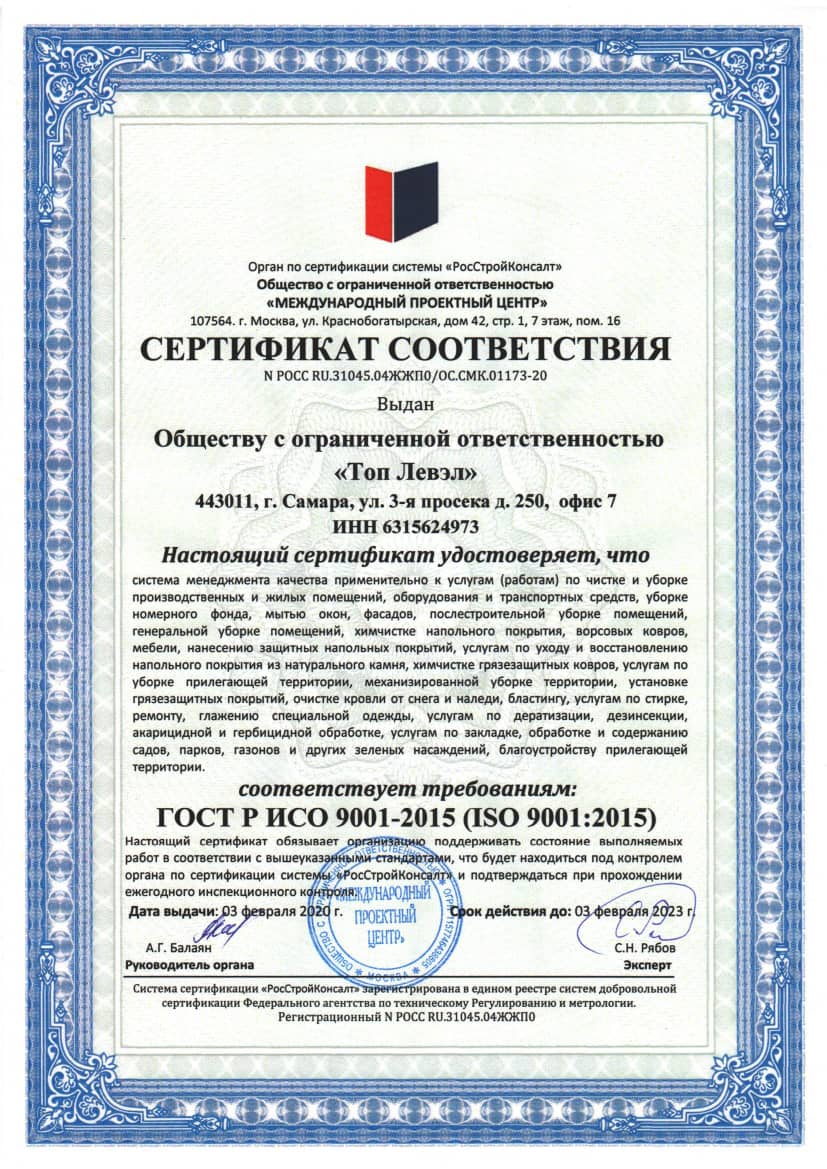 Орган по сертификации системы «РосСтройКонсалт»
Общество с ограниченной ответственностью
«МЕЖДУНАРОДНЫЙ ПРОЕКТНЫЙ ЦЕНТР»
107564. г. Москва, ул. Краснобогатырская, дом 42, стр. 1, 7 этаж, пом. 16
СЕРТИФИКАТ СООТВЕТСТВИЯ
N РОСС RU.31045.04ЖЖП0/ОС.СМК.01173-20
Выдан
Обществу с ограниченной ответственностью
«Топ Левэл»
443011, г. Самара, ул. 3-я просека д. 250, офис 7
ИНН 6315624973
Настоящий сертификат удостоверяет, что
система менеджмента качества применительно к услугам (работам) по чистке и уборке
производственных и жилых помещений, оборудования и транспортных средств, уборке
номерного фонда, мытью окон, фасадов, послестроительной уборке помещений,
генеральной уборке помещений, химчистке напольного покрытия, ворсовых ковров,
мебели, нанесению защитных напольных покрытий, услугам по уходу и восстановлению
напольного покрытия из натурального камня, химчистке грязезащитных ковров, услугам по
уборке прилегающей территории, механизированной уборке территории, установке
грязезащитных покрытий, очистке кровли от снега и наледи, бластингу, услугам по стирке,
ремонту, глажению специальной одежды, услугам по дератизации, дезинсекции,
акарицидной и гербицидной обработке, услугам по закладке, обработке и содержанию
садов, парков, газонов и других зеленых насаждений, благоустройству прилегающей
территории.
соответствует требованиям:
ГОСТ Р ИСО 9001-2015 (ISO 9001:2015)
Настоящий сертификат обязывает организацию поддерживать состояние выполняемых
работ в соответствии с вышеуказанными стандартами, что будет находиться под контролем
органа по сертификации системы «РосСтройКонсалт» и подтверждаться при прохождении
ежегодного инспекционного контроля.
Дата выдачи: 03 февраля 2020 г. Срок действия до: 03 февраля 2023 г.
«МЕЖДУНАРОДНЫЙ
ПРОЕКТНЫЙ
ЦЕНТР»
ОБЩЕСТВО С ОГРАНИЧЕННОЙ ОТВЕТСТВЕННОСТЬЮ
МОСКВА
А.Г. Балаян С.Н. Рябов
Руководитель органа Эксперт
Система сертификации «РосСтройКонсалт» зарегистрирована в едином реестре систем добровольной
сертификации Федерального агентства по техническому Регулированию и метрологии.
Регистрационный N РОСС RU.31045.04ЖЖП0